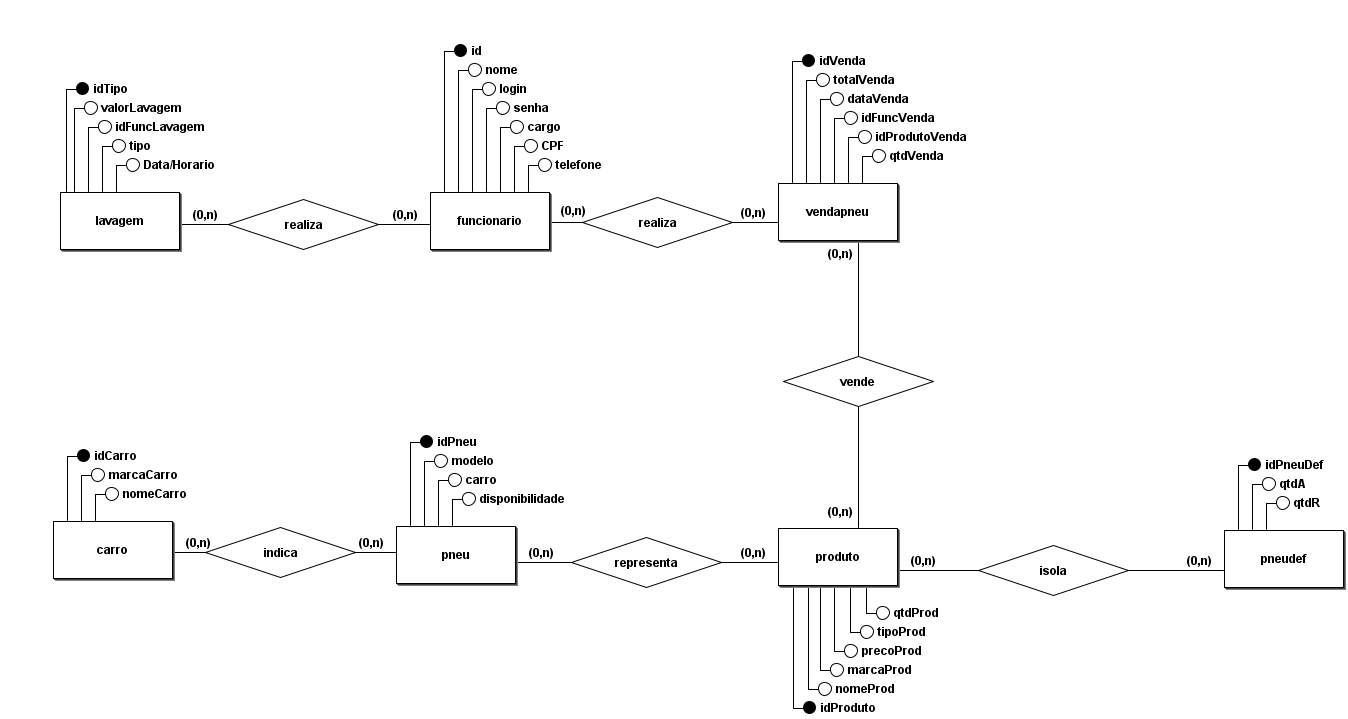 id
nome
login
senha
cargo
CPF
telefone
idVenda
totalVenda
dataVenda
idFuncVenda
idProdutoVenda
qtdVenda
idTipo
valorLavagem
idFuncLavagem
tipo
Data/Horario
lavagem
(0,n)
realiza
(0,n)
funcionario
(0,n)
realiza
(0,n)
vendapneu
(0,n)
vende
(0,n)
idCarro
marcaCarro
nomeCarro
carro
(0,n)
indica
(0,n)
idPneu
modelo
carro
disponibilidade
pneu
(0,n)
representa
(0,n)
produto
(0,n)
isola
(0,n)
idPneuDef
qtdA
qtdR
pneudef
qtdProd
tipoProd
precoProd
marcaProd
nomeProd
idProduto